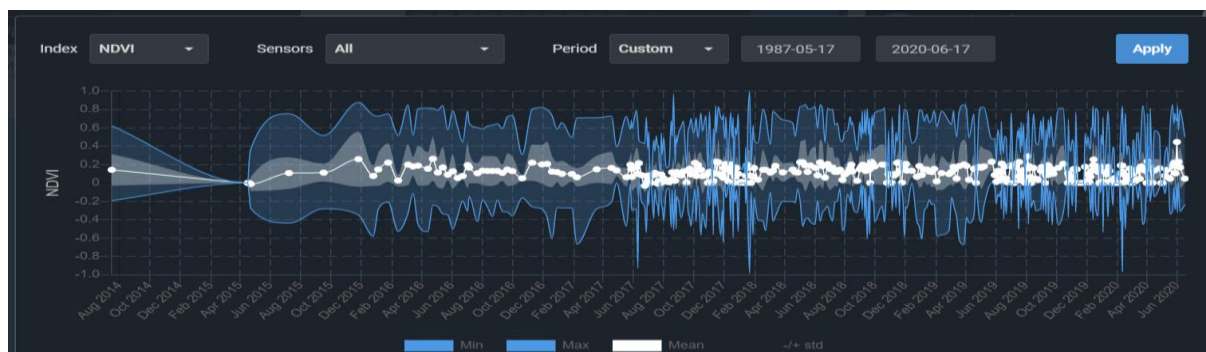 Index NDVI Sensors All Period Custom 1987-05-17 2020-06-17 Apply
1.0
0.8
0.6
0.4
0.2
0
-0.2
-0.4
-0.6
-0.8
-1.0
NDVI
Aug 2014 Oct 2014 Dec 2014 Feb 2015 Apr 2015 Jun 2015 Aug 2015 Oct 2015 Dec 2015 Feb 2016 Apr 2016 Jun 2016 Aug 2016 Oct 2016 Dec 2016 Feb 2017 Apr 2017 Jun 2017 Aug 2017 Oct 2017 Dec 2017 Feb 2018 Apr 2018 Jun 2018 Aug 2018 Oct 2018 Dec 2018 Feb 2019 Apr 2019 Jun 2019 Aug 2019 Oct 2019 Dec 2019 Feb 2020 Apr 2020 Jun 2020
Min Max Mean -/+ std